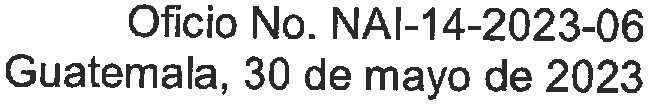 Oficio No. NAI-14-2023-06
Guatemala, 30 de mayo de 2023